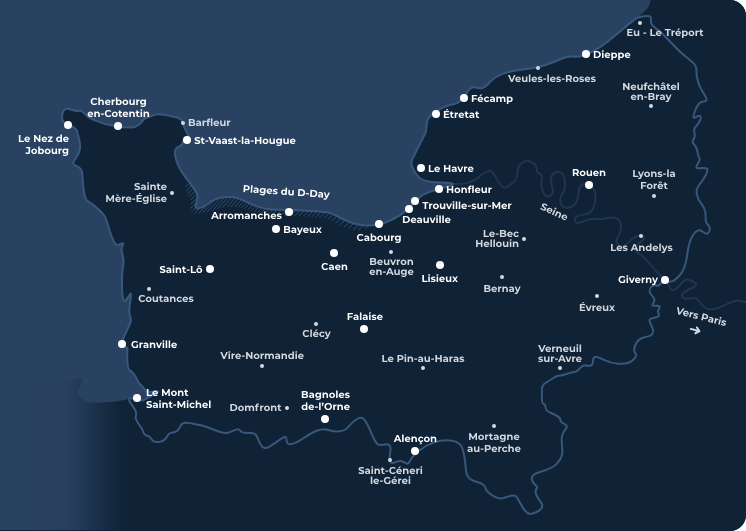 Eu - Le Tréport
Dieppe
Veules-les-Roses
Neufchâtel
en-Bray
Cherbourg
en-Cotentin
Fécamp
Étretat
Barfleur
Le Nez de
Jobourg
St-Vaast-la-Hougue
Le Havre
Rouen
Lyons-la
Forêt
Sainte
Mère-Église
Plages du D-Day
Honfleur
Trouville-sur-Mer
Deauville
Seine
Arromanches
Bayeux
Cabourg
Le-Bec
Hellouin
Les Andelys
Saint-Lô
Caen
Beuvron
en-Auge
Lisieux
Giverny
Coutances
Bernay
Évreux
Vers Paris
Falaise
Clécy
Granville
Vire-Normandie
Le Pin-au-Haras
Verneuil
sur-Avre
Le Mont
Saint-Michel
Domfront
Bagnoles
de-l'Orne
Alençon
Mortagne
au-Perche
Saint-Céneri
le-Gérei